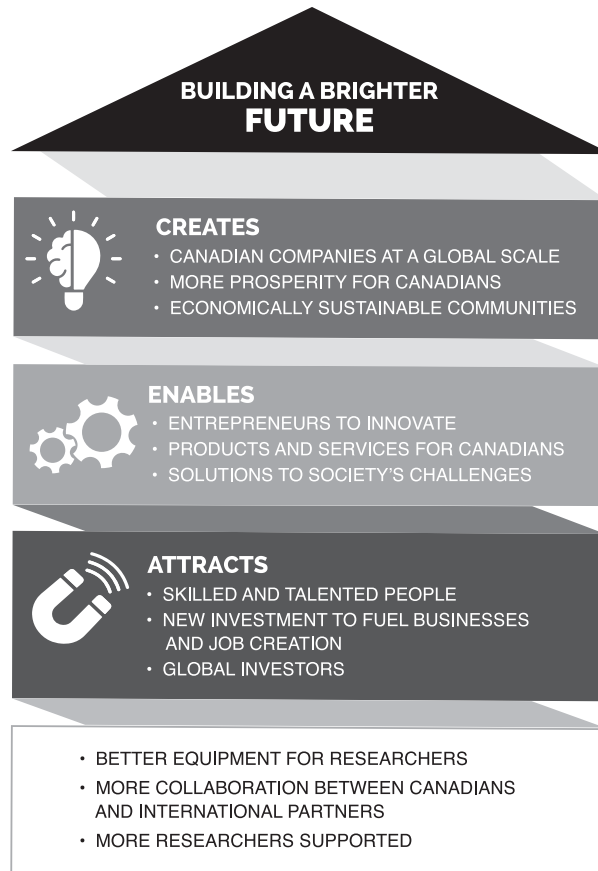 BUILDING A BRIGHTER
FUTURE
CREATES
• CANADIAN COMPANIES AT A GLOBAL SCALE
• MORE PROSPERITY FOR CANADIANS
• ECONOMICALLY SUSTAINABLE COMMUNITIES
ENABLES
• ENTREPRENEURS TO INNOVATE
• PRODUCTS AND SERVICES FOR CANADIANS
• SOLUTIONS TO SOCIETY’S CHALLENGES
ATTRACTS
• SKILLED AND TALENTED PEOPLE
• NEW INVESTMENT TO FUEL BUSINESSES
AND JOB CREATION
• GLOBAL INVESTORS
• BETTER EQUIPMENT FOR RESEARCHERS
• MORE COLLABORATION BETWEEN CANADIANS
AND INTERNATIONAL PARTNERS
• MORE RESEARCHERS SUPPORTED